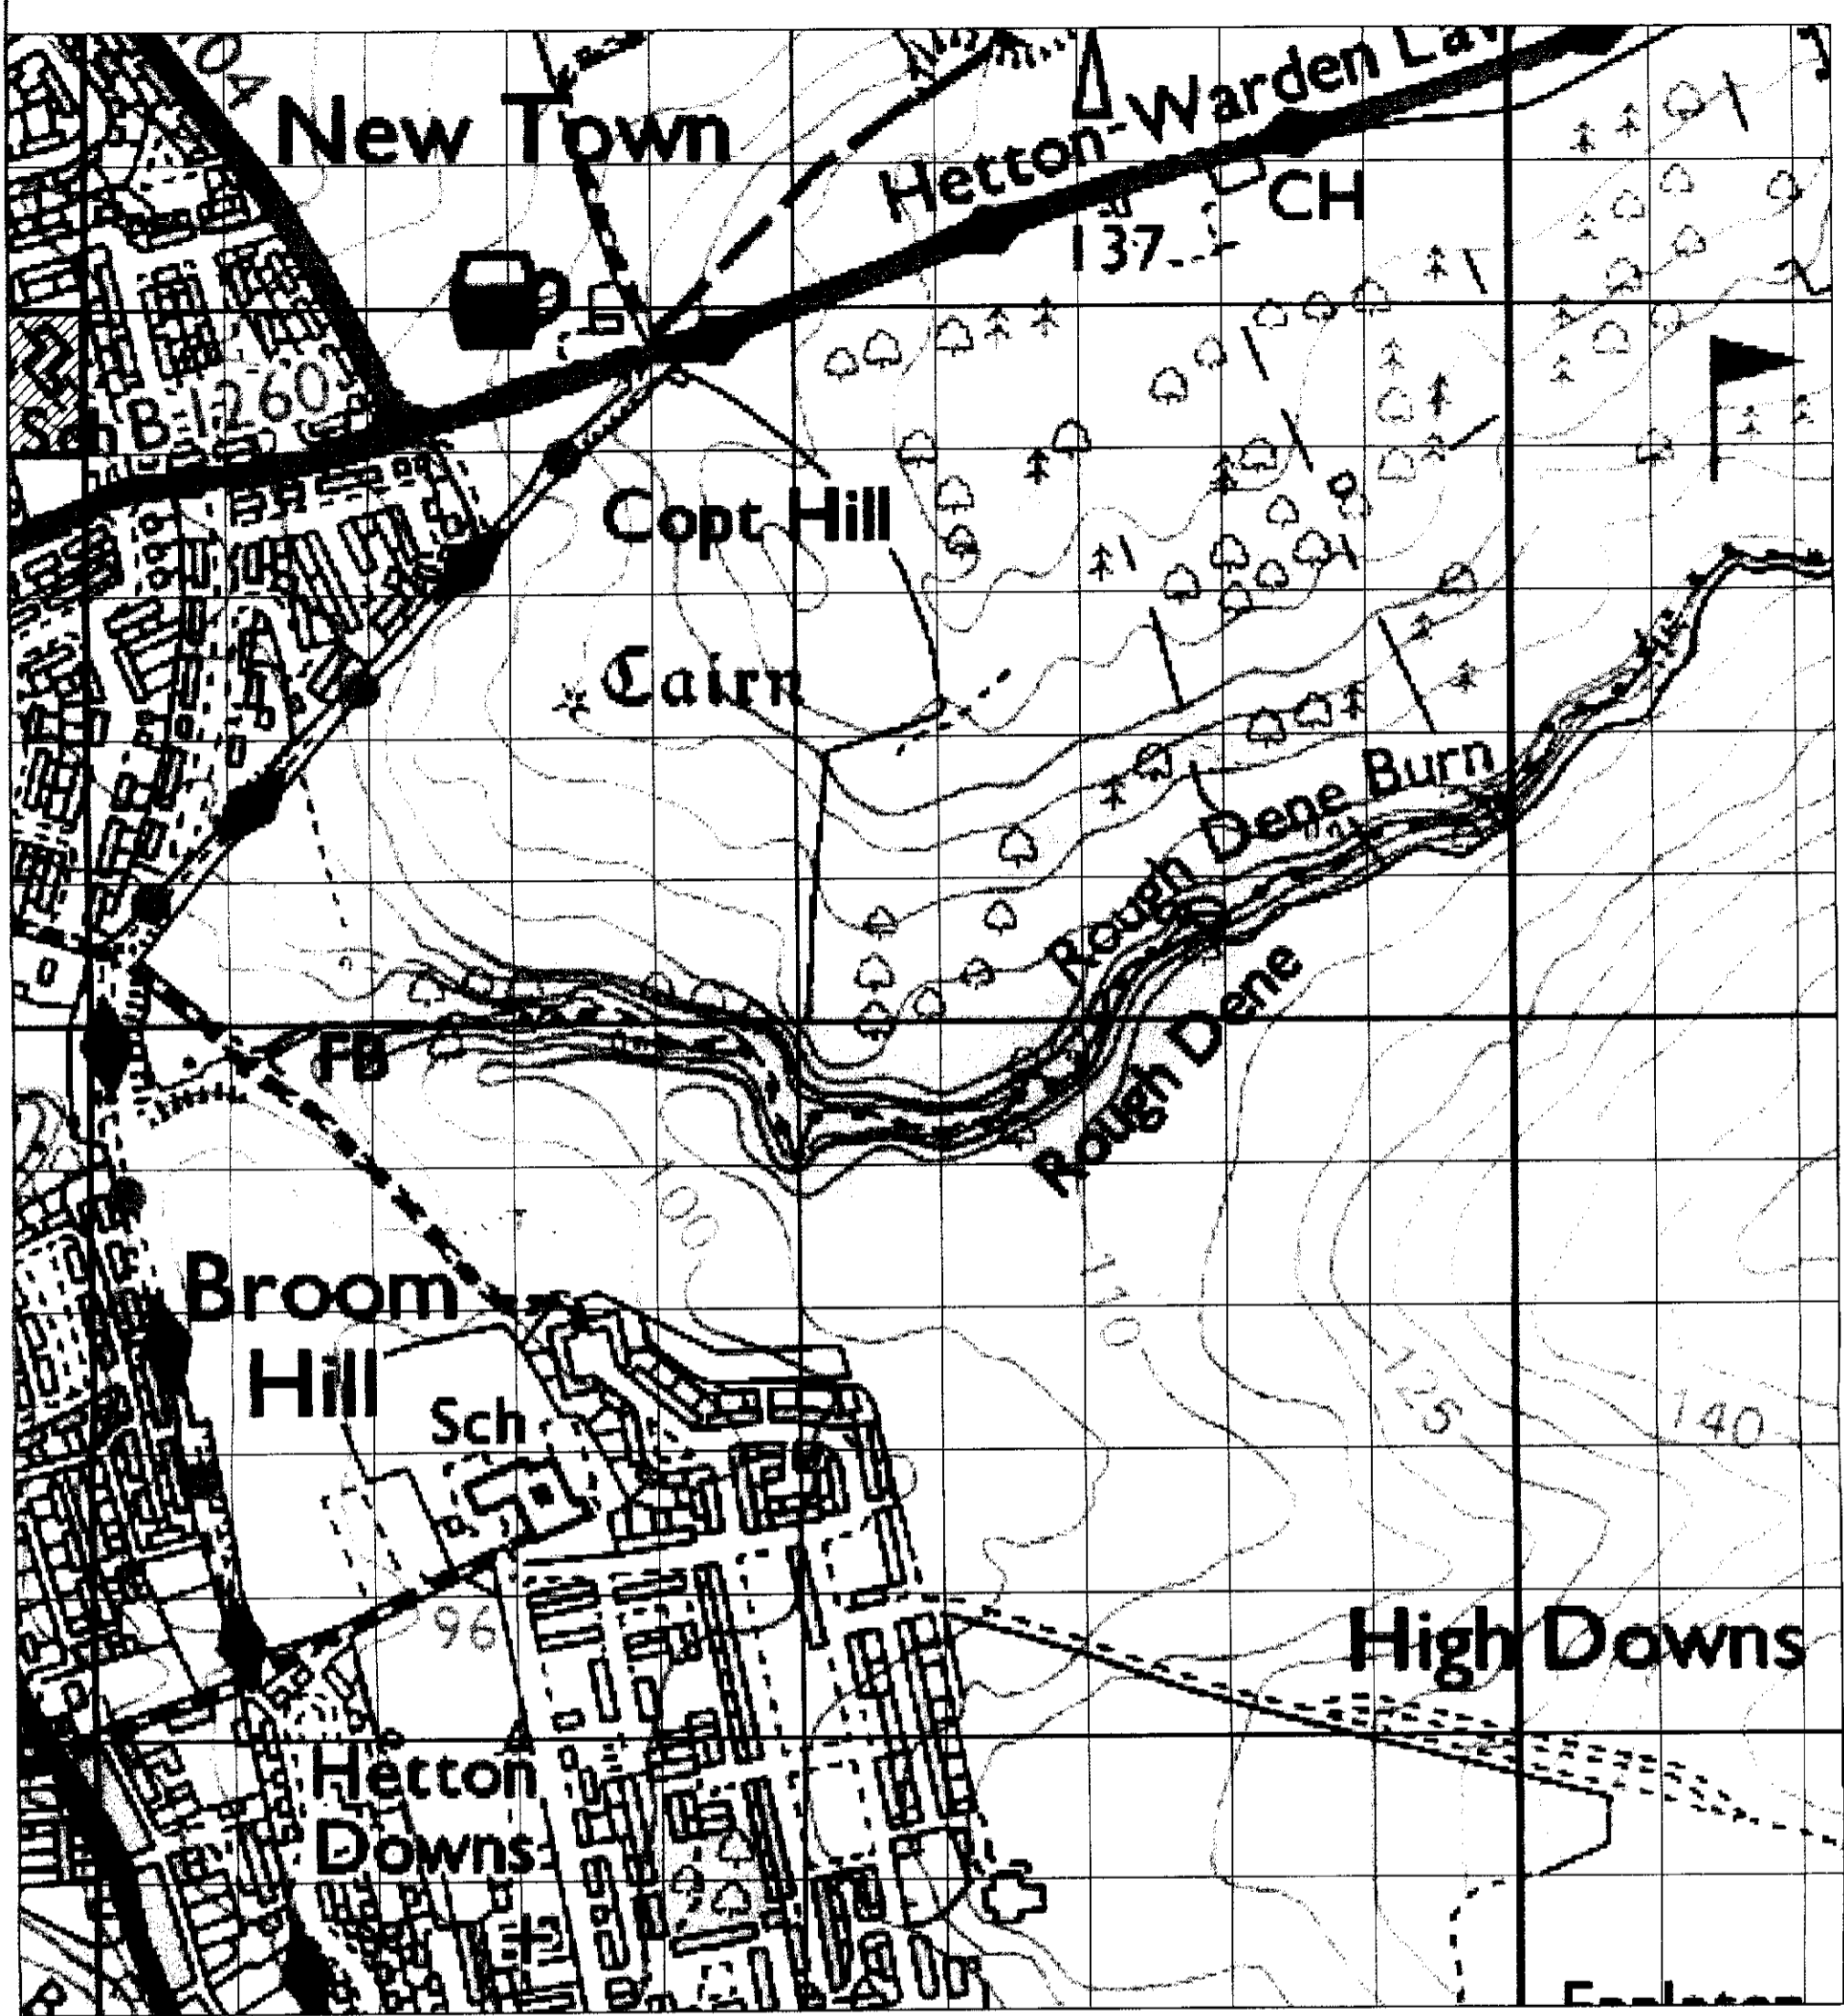 New Town
Hetton-Warden Law
CH
137
B 1260
Sch
Copt Hill
Cairn
Rough Dene Burn
Rough Dene
FB
100
110
Broom
Hill
125
140
Sch
96
High Downs
Hetton
Downs